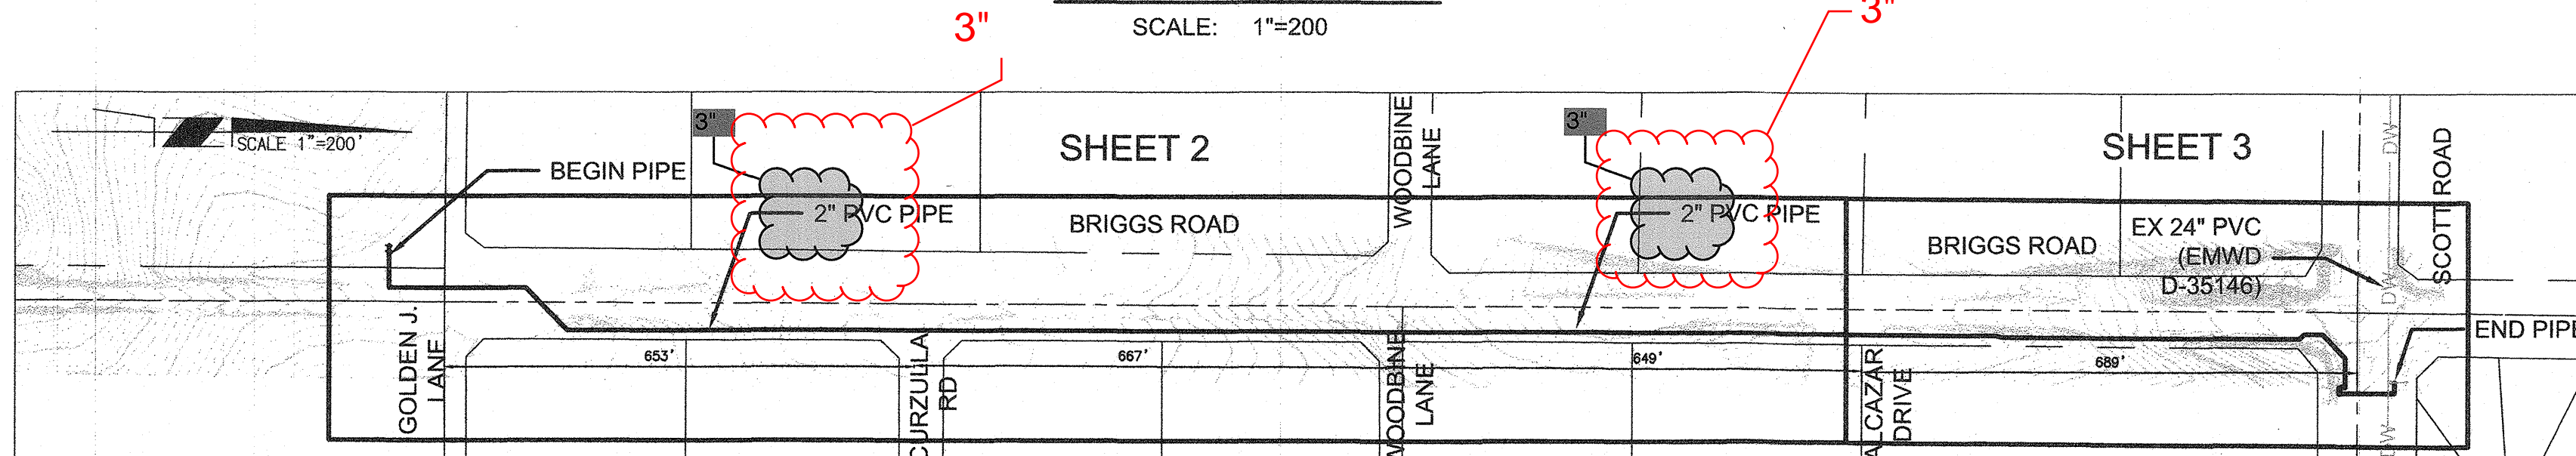 3"
3"
SCALE: 1"=200
SCALE 1"=200'
3"
3"
SHEET 2
SHEET 3
WOODBINE
LANE
DW
SCOTT ROAD
BEGIN PIPE
2" PVC PIPE
BRIGGS ROAD
2" PVC PIPE
BRIGGS ROAD
EX 24" PVC
(EMWD
D-35146)
DW
END PIPE
GOLDEN J.
LANE
653'
CURZULLA
RD
667'
WOODBINE
LANE
649'
ALCAZAR
DRIVE
689'
DW